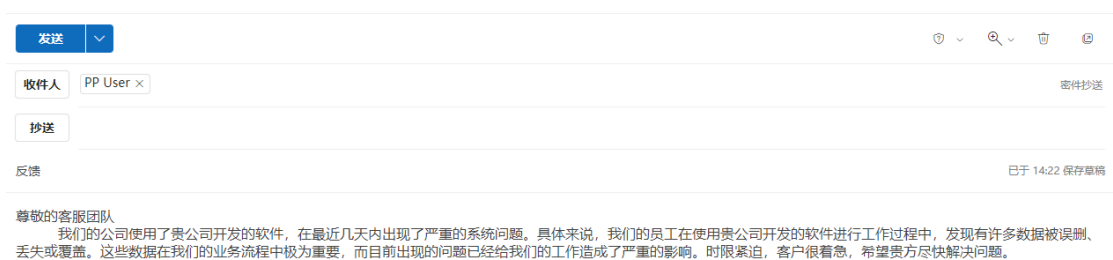 发送
收件人 PP User × 密件抄送
抄送
反馈 已于 14:22 保存草稿
尊敬的客服团队
我们的公司使用了贵公司开发的软件，在最近几天内出现了严重的系统问题。具体来说，我们的员工在使用贵公司开发的软件进行工作过程中，发现有许多数据被误删、
丢失或覆盖。这些数据在我们的业务流程中极为重要，而目前出现的问题已经给我们的工作造成了严重的影响。时限紧迫，客户很着急，希望贵方尽快解决问题。